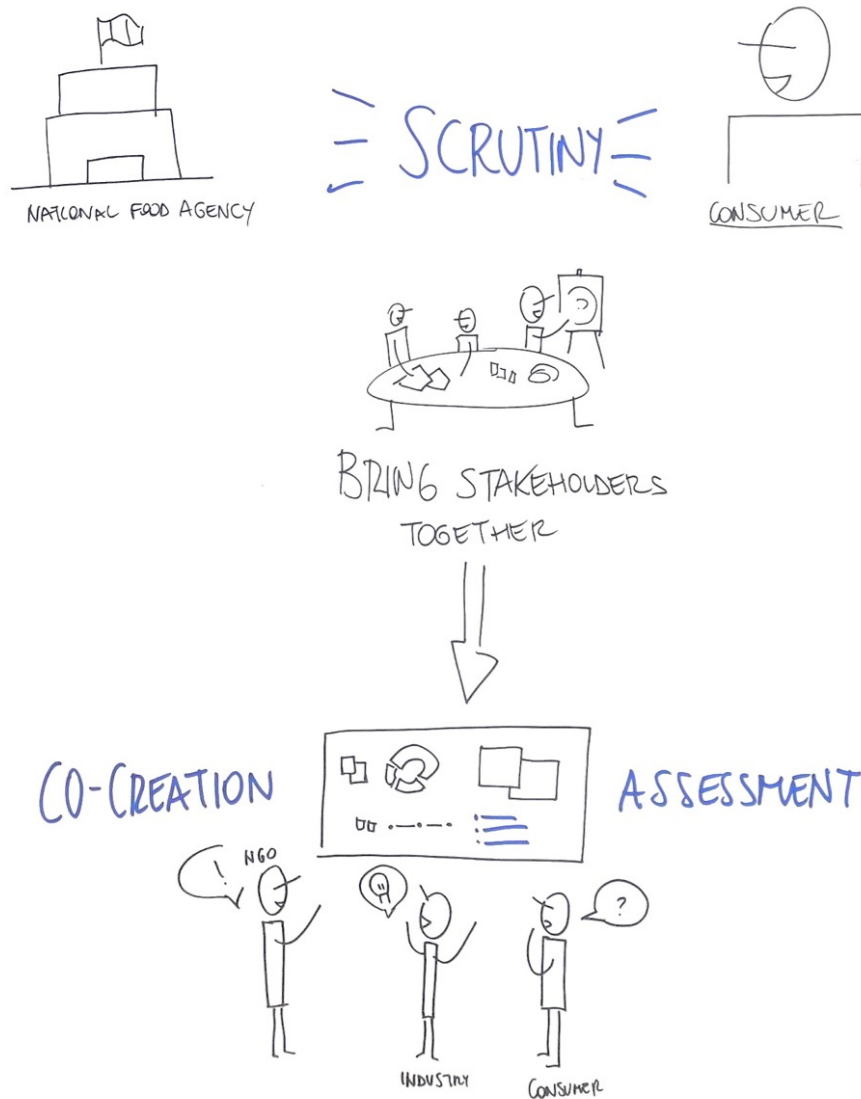 SCRUTINY
NATIONAL FOOD AGENCY
CONSUMER
BRING STAKEHOLDERS
TOGETHER
CO-CREATION
ASSESSMENT
!
NGO
?
INDUSTRY
CONSUMER